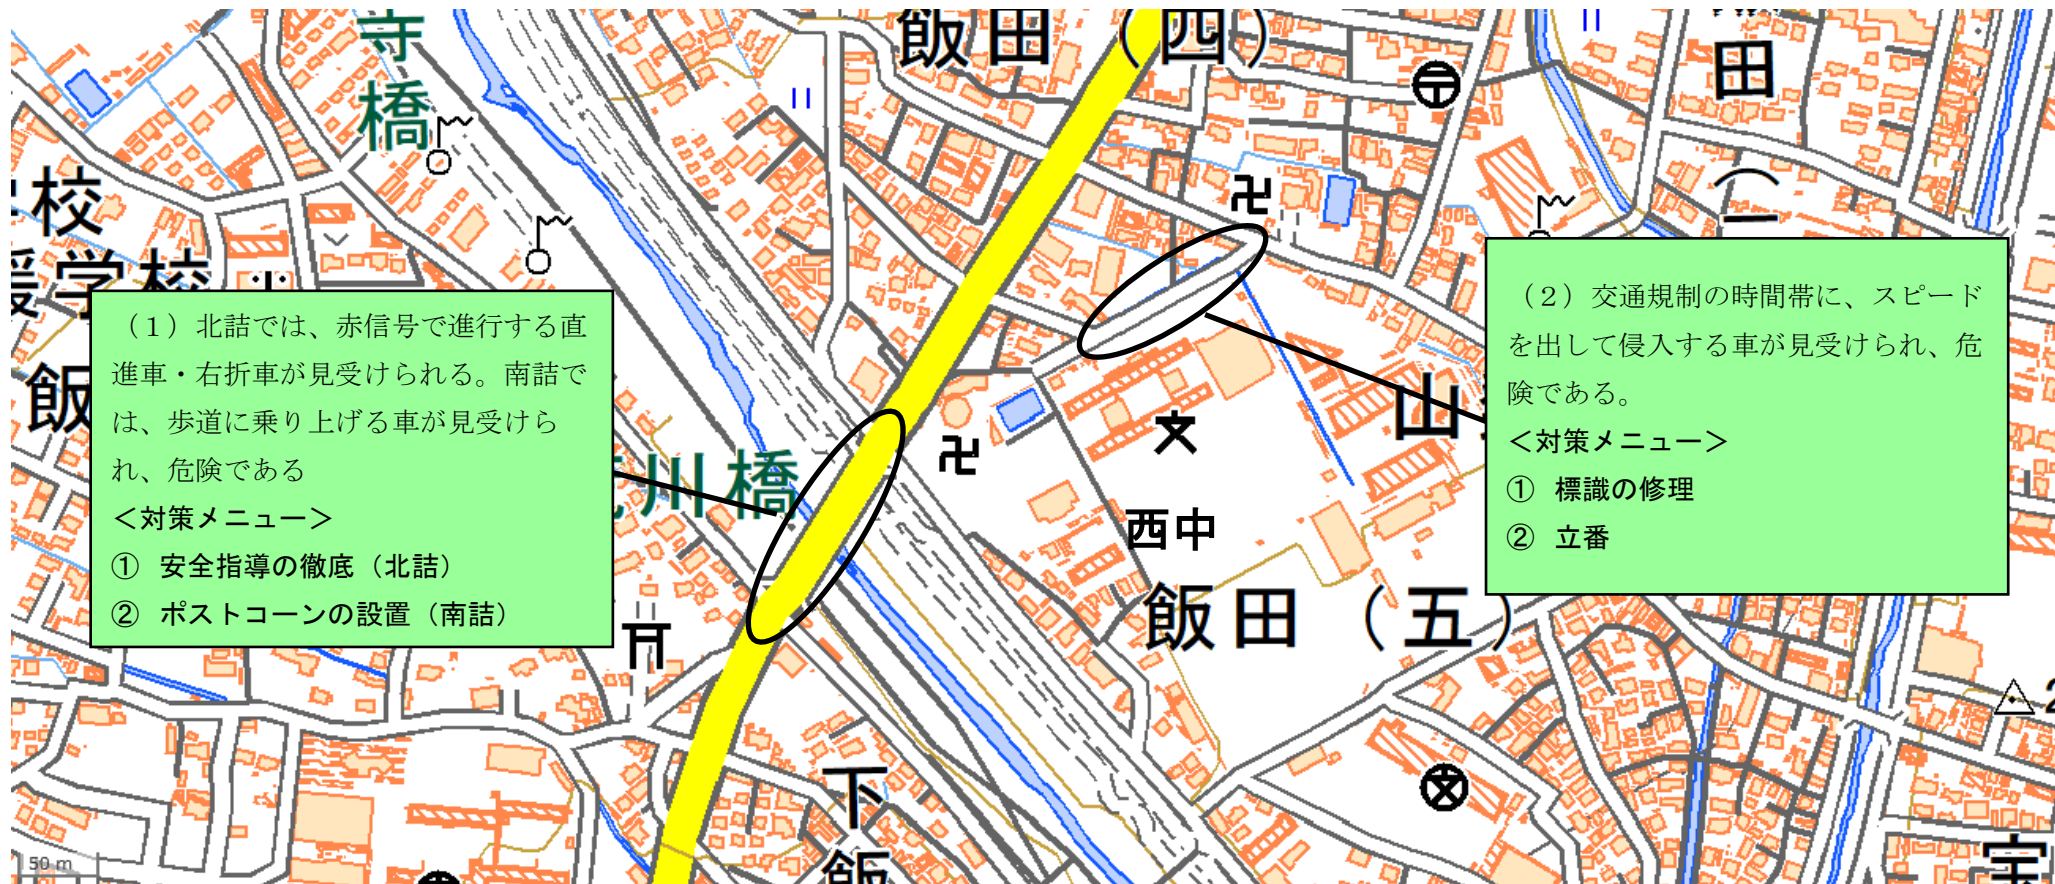 寺橋
飯田（四）
田（二
校
援学校
飯
（１）北詰では、赤信号で進行する直
進車・右折車が見受けられる。南詰で
は、歩道に乗り上げる車が見受けら
れ、危険である
＜対策メニュー＞
① 安全指導の徹底（北詰）
② ポストコーンの設置（南詰）
（２）交通規制の時間帯に、スピード
を出して侵入する車が見受けられ、危
険である。
＜対策メニュー＞
① 標識の修理
② 立番
山
川橋
西中
飯田（五）
下飯
2
50 m